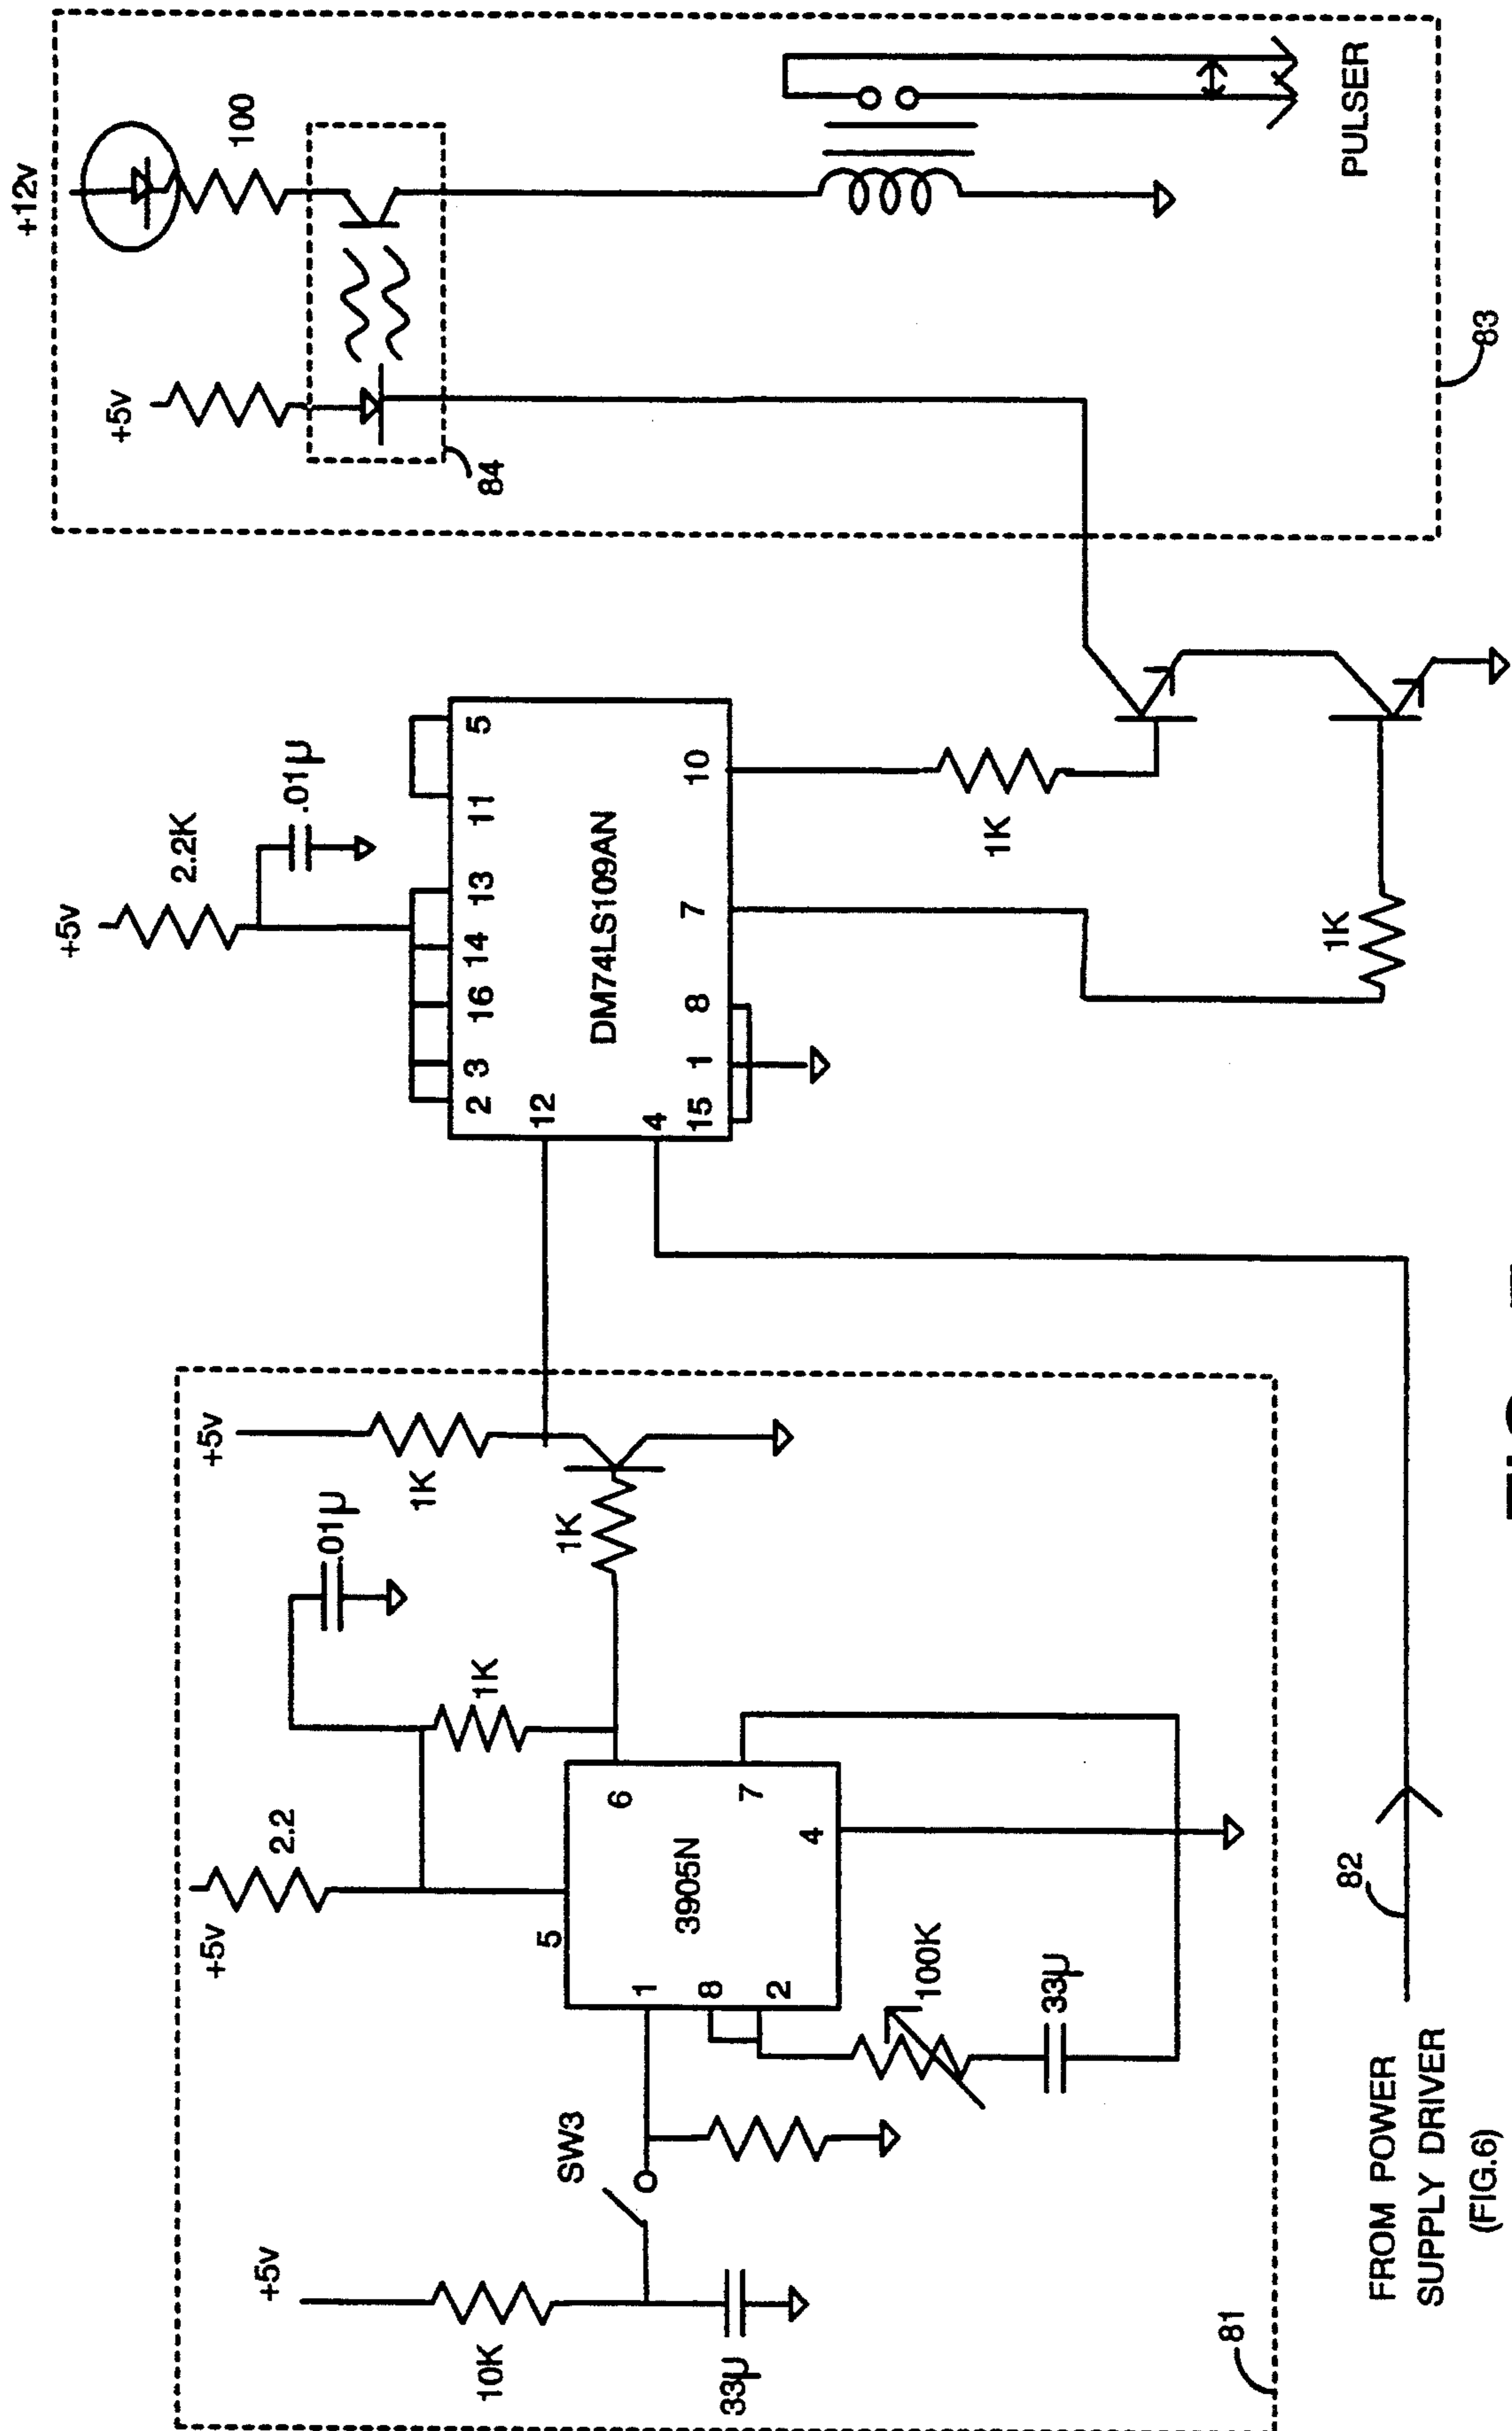 +5v
10K
33µ
SW3
+5v
2.2
5
1
8
2
3905N
6
7
4
100K
33µ
1K
.01µ
+5v
1K
1K
81
FROM POWER
SUPPLY DRIVER
(FIG.6)
82
+5v
2.2K
.01µ
2 3 16 14 13 11 5
12
4
DM74LS109AN
15 1 8 7 10
1K
1K
+5v
+12v
100
84
PULSER
83